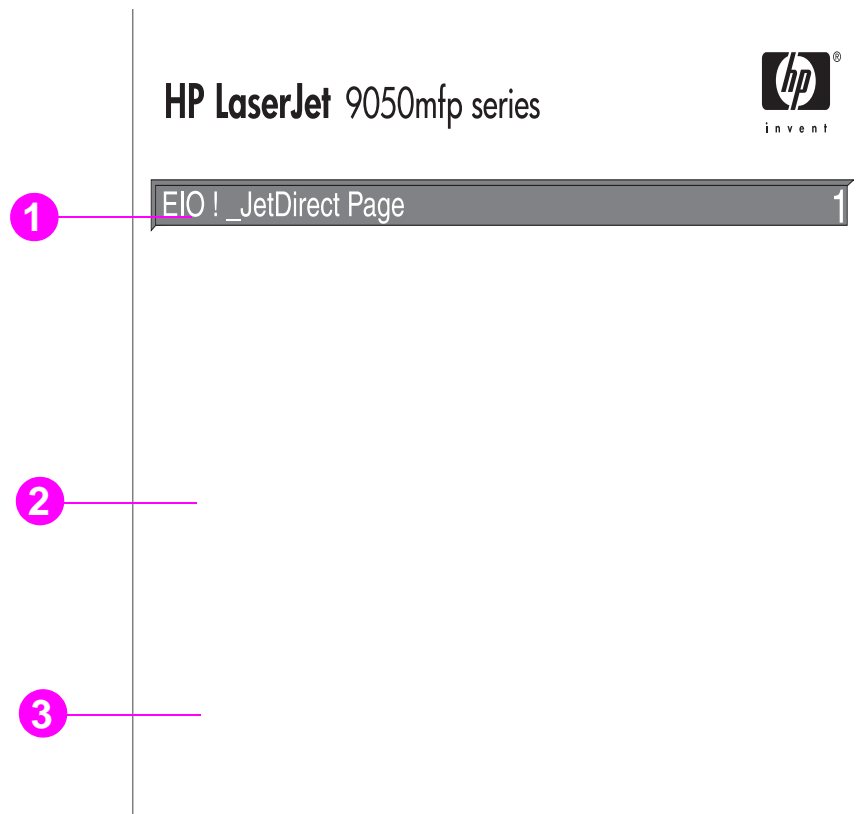 HP LaserJet 9050mfp series
hp
®
invent
EIO ! _JetDirect Page 1
1
2
3